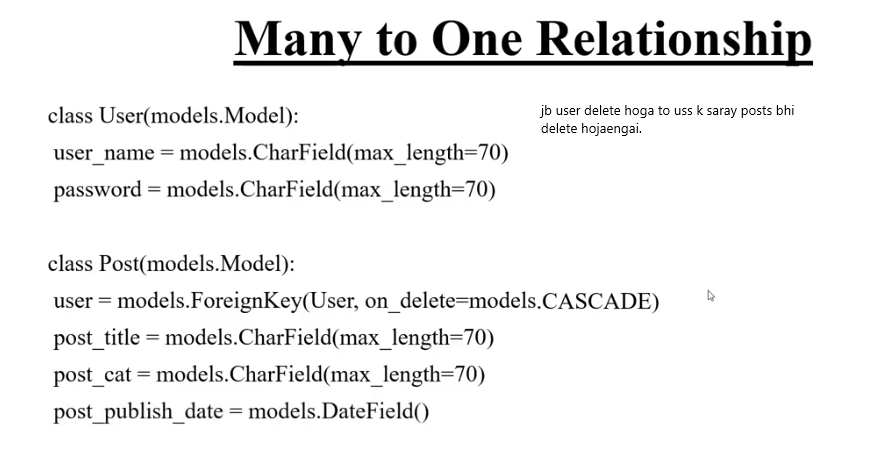 Many to One Relationship
jb user delete hoga to uss k saray posts bhi
delete hojaengai.
class User(models.Model):
user_name = models.CharField(max_length=70)
password = models.CharField(max_length=70)
class Post(models.Model):
user = models.ForeignKey(User, on_delete=models.CASCADE)
post_title = models.CharField(max_length=70)
post_cat = models.CharField(max_length=70)
post_publish_date = models.DateField()